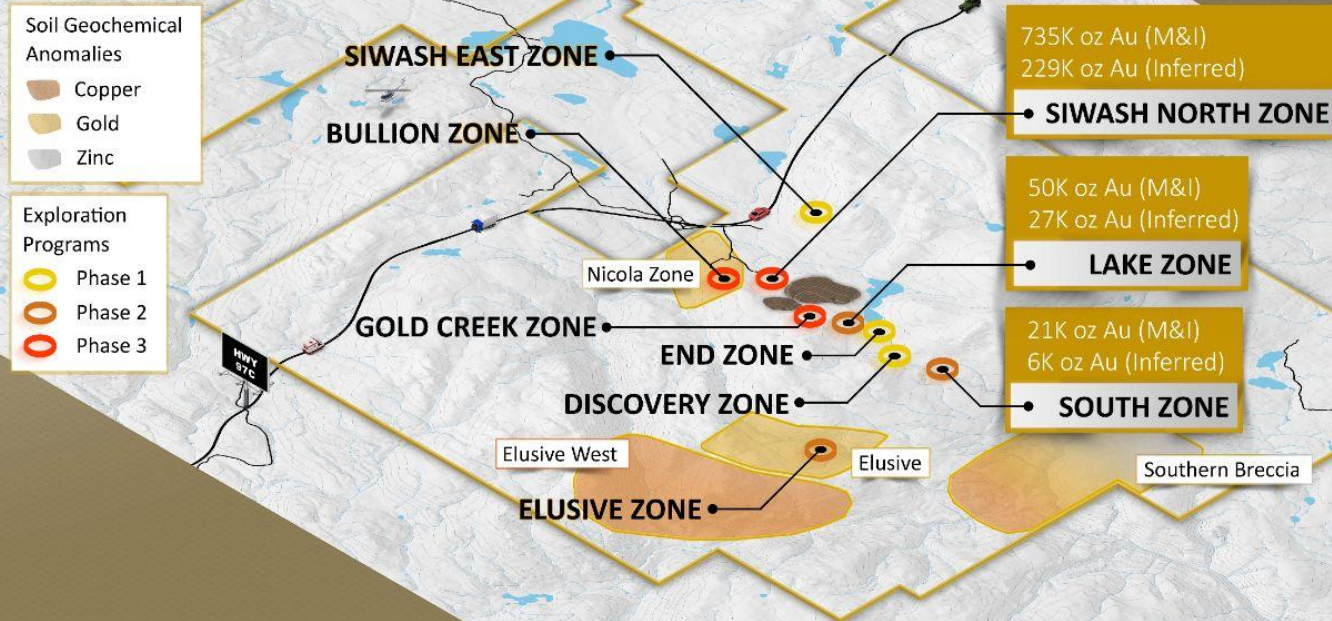 Soil Geochemical
Anomalies
Copper
Gold
Zinc
Exploration
Programs
Phase 1
Phase 2
Phase 3
SIWASH EAST ZONE
BULLION ZONE
Nicola Zone
GOLD CREEK ZONE
END ZONE
DISCOVERY ZONE
HWY
97C
Elusive West
Elusive
ELUSIVE ZONE
735K oz Au (M&I)
229K oz Au (Inferred)
SIWASH NORTH ZONE
50K oz Au (M&I)
27K oz Au (Inferred)
LAKE ZONE
21K oz Au (M&I)
6K oz Au (Inferred)
SOUTH ZONE
Southern Breccia